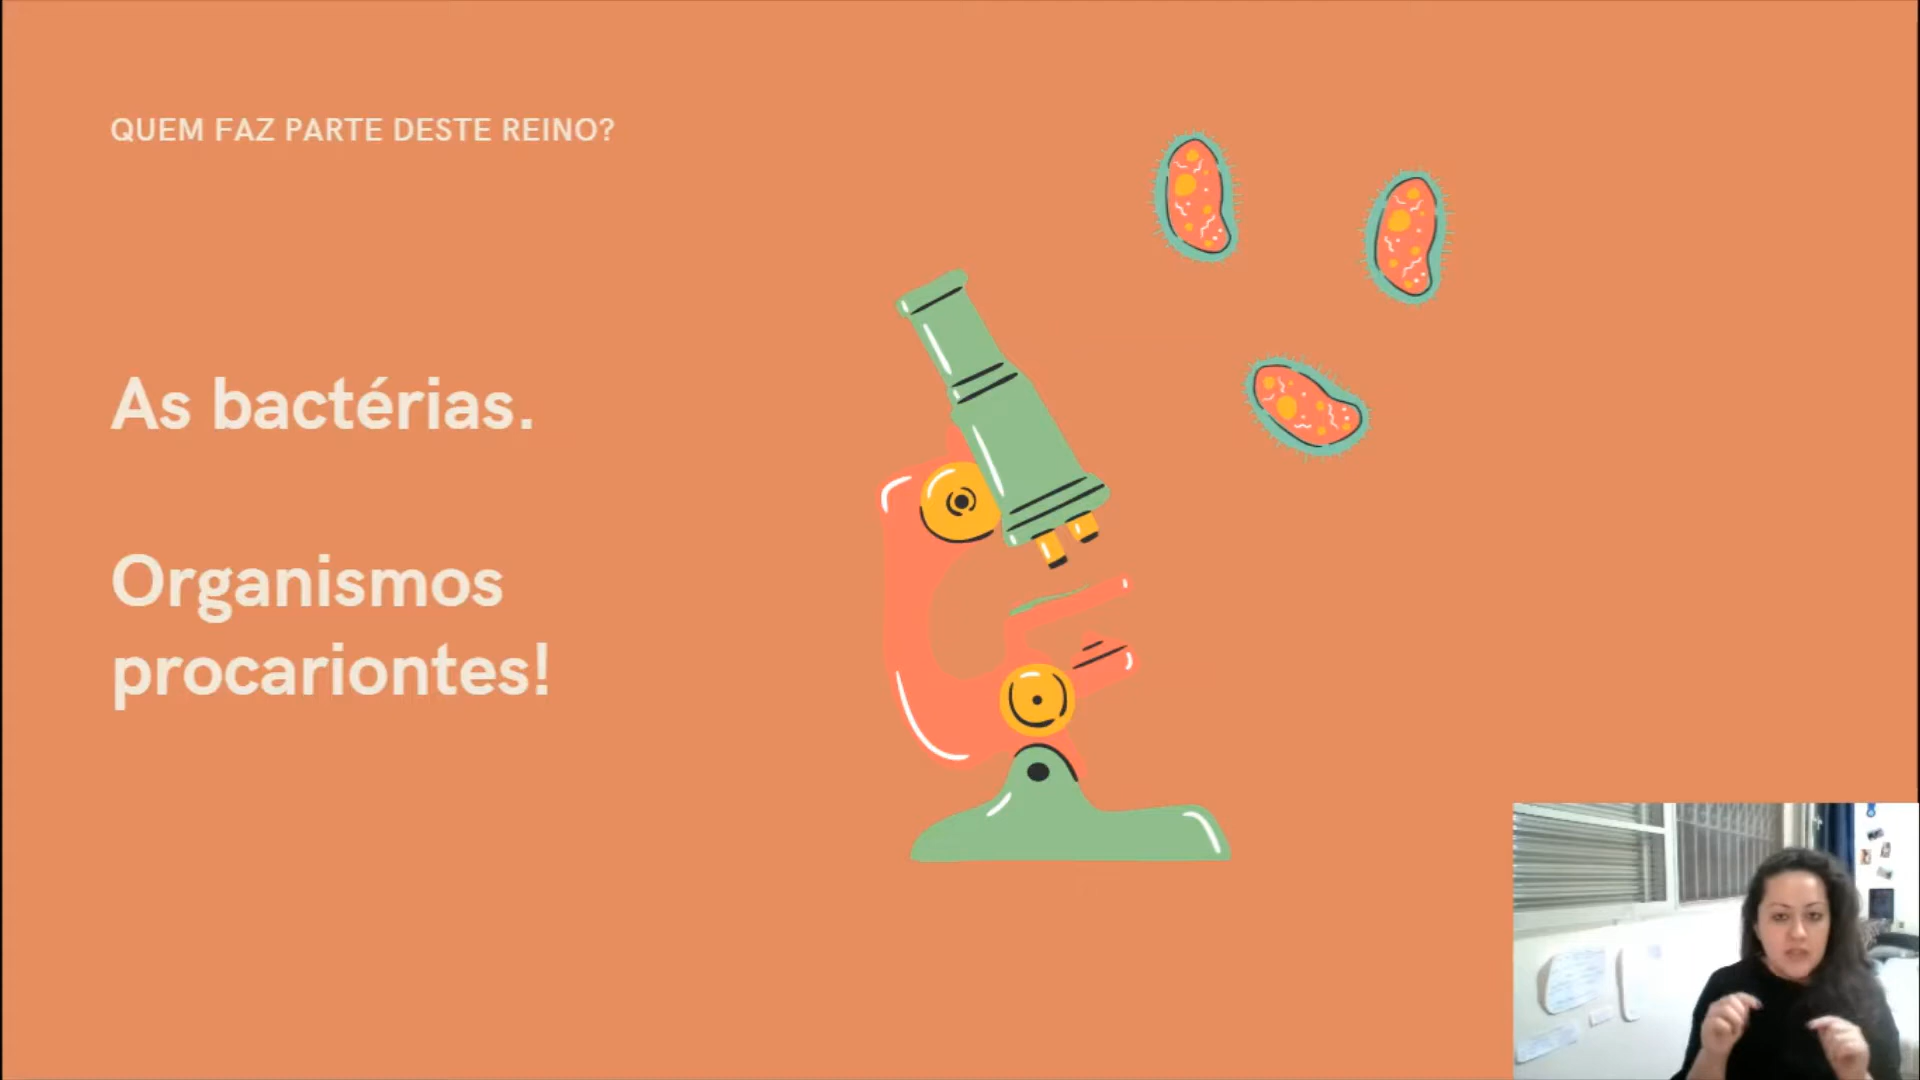 QUEM FAZ PARTE DESTE REINO?
As bactérias.
Organismos
procariontes!